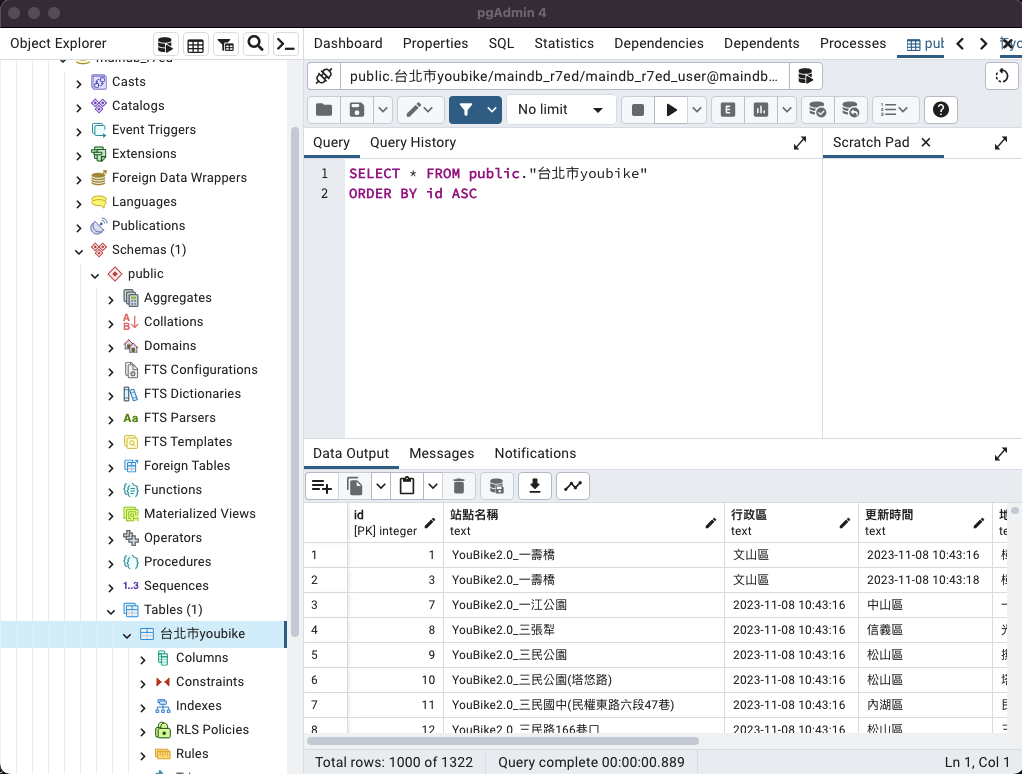 pgAdmin 4
Object Explorer
Dashboard Properties SQL Statistics Dependencies Dependents Processes
maindb_r7ed
Casts
Catalogs
Event Triggers
Extensions
Foreign Data Wrappers
Languages
Publications
Schemas (1)
public
Aggregates
Collations
Domains
FTS Configurations
FTS Dictionaries
Aa FTS Parsers
FTS Templates
Foreign Tables
Functions
Materialized Views
Operators
Procedures
1..3 Sequences
Tables (1)
台北市youbike
Columns
Constraints
Indexes
RLS Policies
Rules
public.台北市youbike/maindb_r7ed/maindb_r7ed_user@maindb...
No limit
E
Query Query History
Scratch Pad
1 SELECT * FROM public."台北市youbike"
2 ORDER BY id ASC
Data Output Messages Notifications
id 站點名稱 行政區 更新時間
[PK] integer text text text
1 1 YouBike2.0_一壽橋 文山區 2023-11-08 10:43:16
2 3 YouBike2.0_一壽橋 文山區 2023-11-08 10:43:18
3 7 YouBike2.0_一江公園 2023-11-08 10:43:16 中山區
4 8 YouBike2.0_三張犁 2023-11-08 10:43:16 信義區
5 9 YouBike2.0_三民公園 2023-11-08 10:43:16 松山區
6 10 YouBike2.0_三民公園(塔悠路) 2023-11-08 10:43:16 松山區
7 11 YouBike2.0_三民國中(民權東路六段47巷) 2023-11-08 10:43:16 內湖區
8 12 YouBike2.0_三民路166巷口 2023-11-08 10:43:16 松山區
Total rows: 1000 of 1322 Query complete 00:00:00.889 Ln 1, Col 1